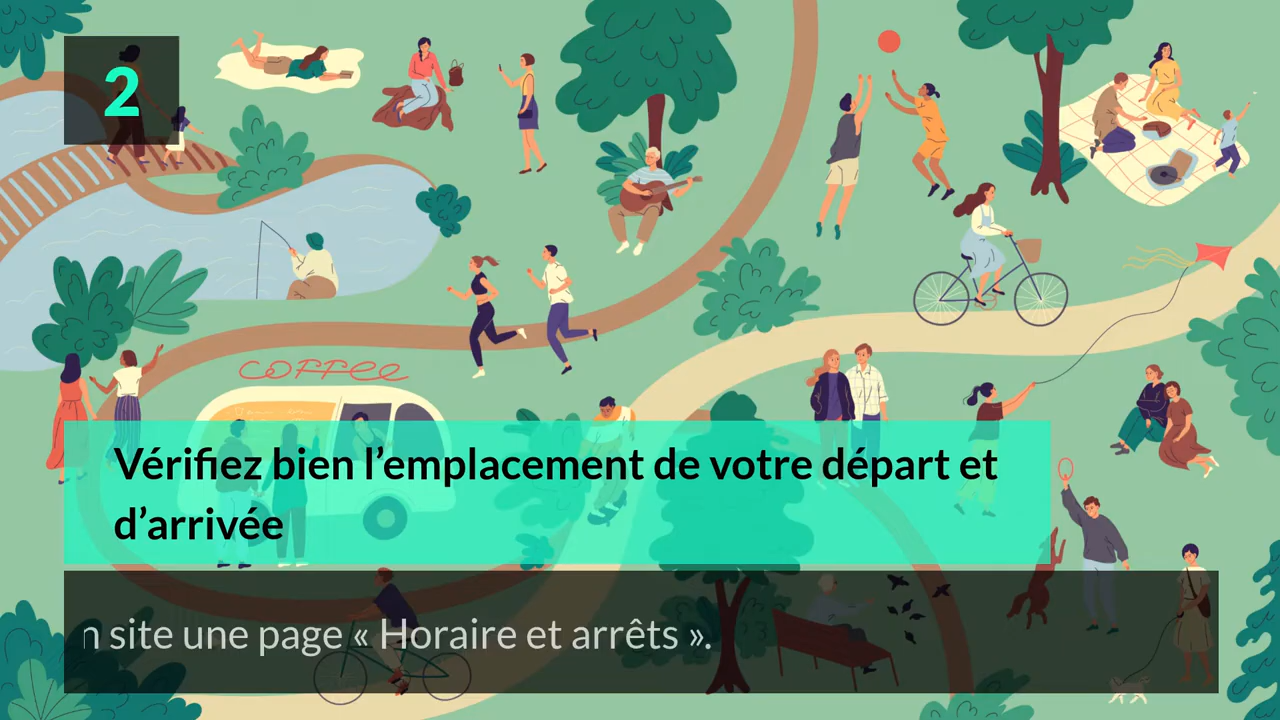 2
coffee
Vérifiez bien l’emplacement de votre départ et
d’arrivée
site une page « Horaire et arrêts ».